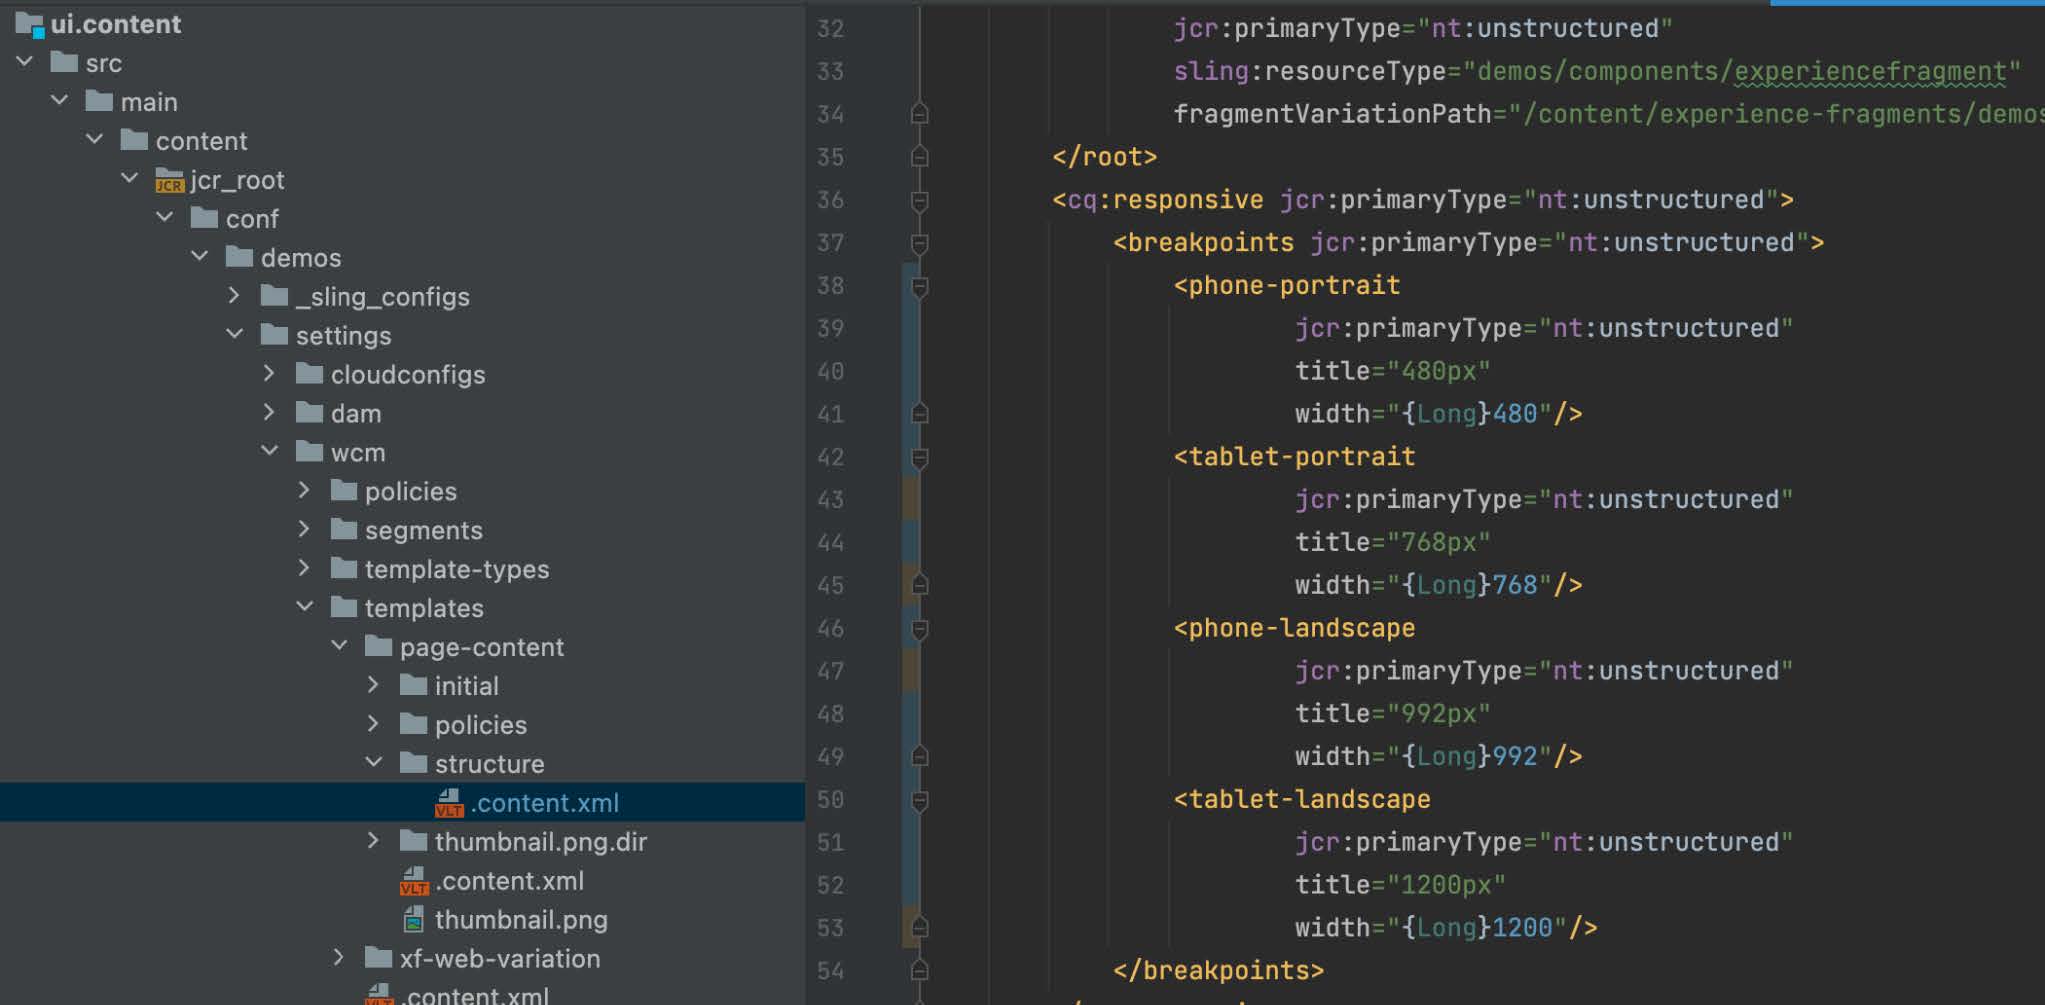 ui.content
src
main
content
JCR jcr_root
conf
demos
_sling_configs
settings
cloudconfigs
dam
wcm
policies
segments
template-types
templates
page-content
initial
policies
structure
VLT .content.xml
thumbnail.png.dir
VLT .content.xml
thumbnail.png
xf-web-variation
VLT .content.xml
32 jcr:primaryType="nt:unstructured"
33 sling:resourceType="demos/components/experiencefragment"
34 fragmentVariationPath="/content/experience-fragments/demos
35 </root>
36 <cq:responsive jcr:primaryType="nt:unstructured">
37 <breakpoints jcr:primaryType="nt:unstructured">
38 <phone-portrait
39 jcr:primaryType="nt:unstructured"
40 title="480px"
41 width="{Long}480"/>
42 <tablet-portrait
43 jcr:primaryType="nt:unstructured"
44 title="768px"
45 width="{Long}768"/>
46 <phone-landscape
47 jcr:primaryType="nt:unstructured"
48 title="992px"
49 width="{Long}992"/>
50 <tablet-landscape
51 jcr:primaryType="nt:unstructured"
52 title="1200px"
53 width="{Long}1200"/>
54 </breakpoints>